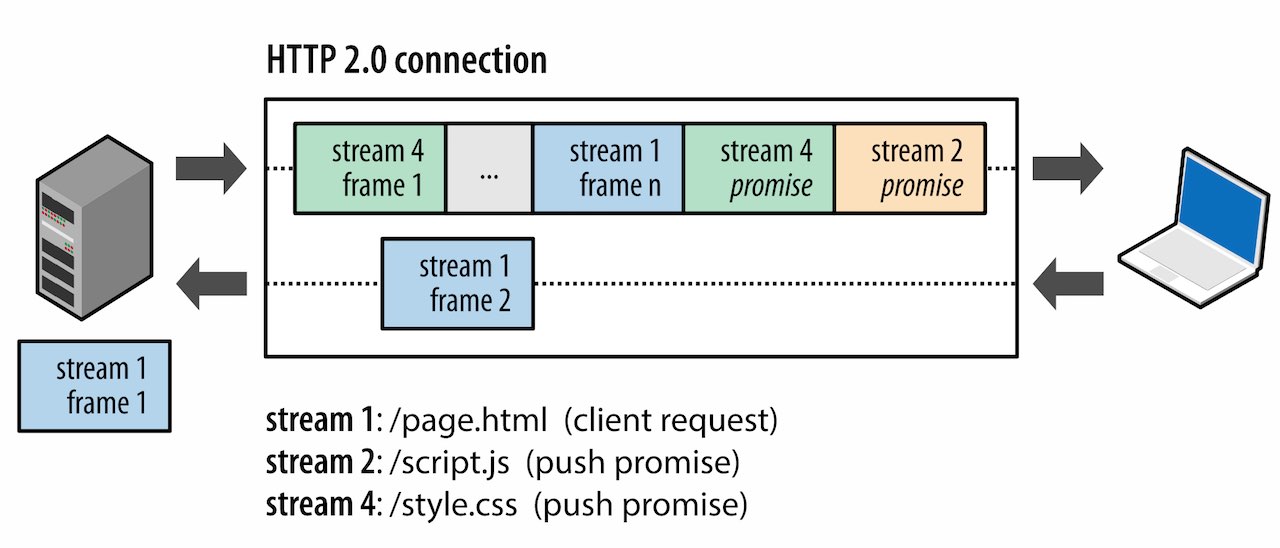 HTTP 2.0 connection
stream 4
frame 1
...
stream 1
frame n
stream 4
promise
stream 2
promise
stream 1
frame 2
stream 1
frame 1
stream 1: /page.html (client request)
stream 2: /script.js (push promise)
stream 4: /style.css (push promise)